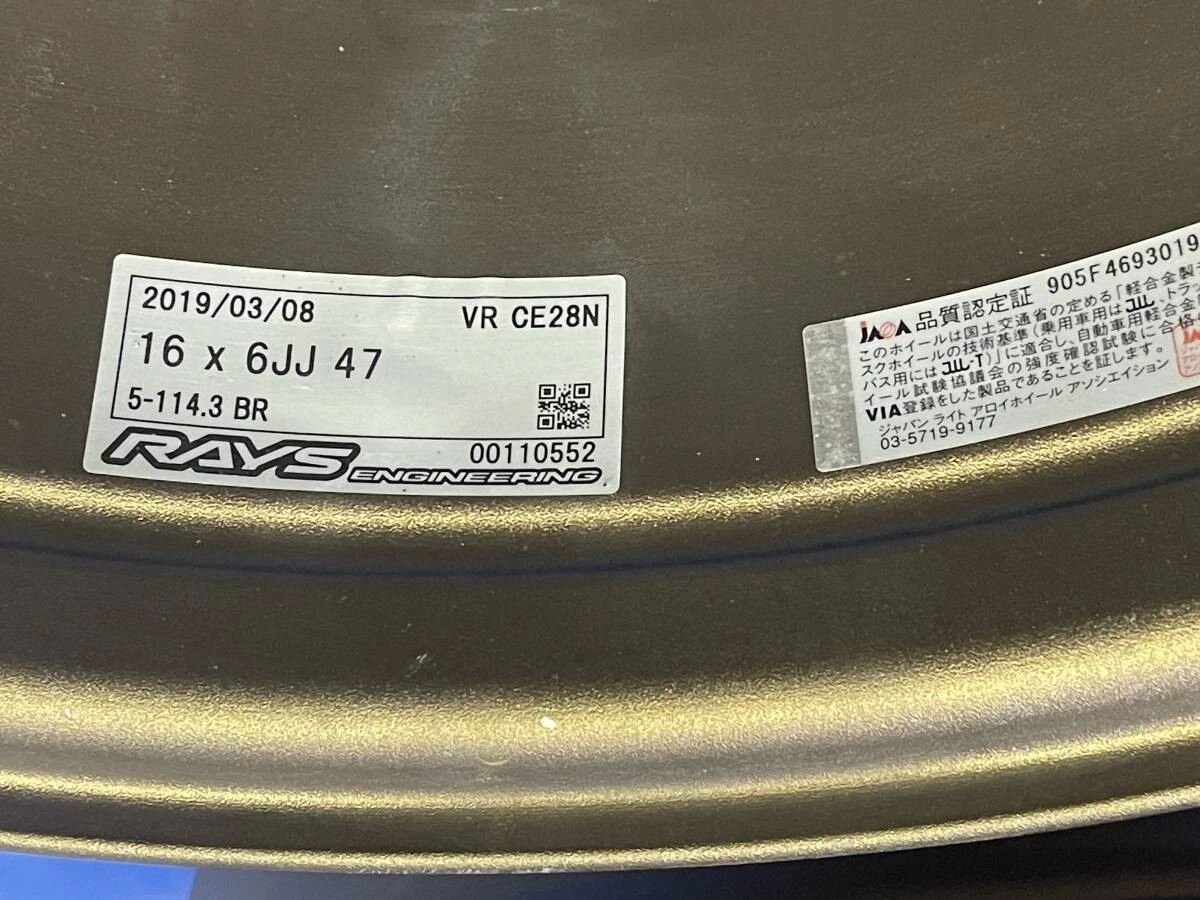 2019/03/08 VR CE28N
16 x 6JJ 47
5-114.3 BR
RAYS ENGINEERING 00110552
JAWA 品質認定証 905F4693019
このホイールは国土交通省の定める「軽合金製
スクホイールの技術基準(乗用車用はJWL、トラッ
バス用にはJWL-T)」に適合し、自動車用軽合金
イール試験協議会の強度確認試験に合格
VIA登録をした製品であることを証します。
ジャパン ライト アロイホイール アソシエイション
03-5719-9177